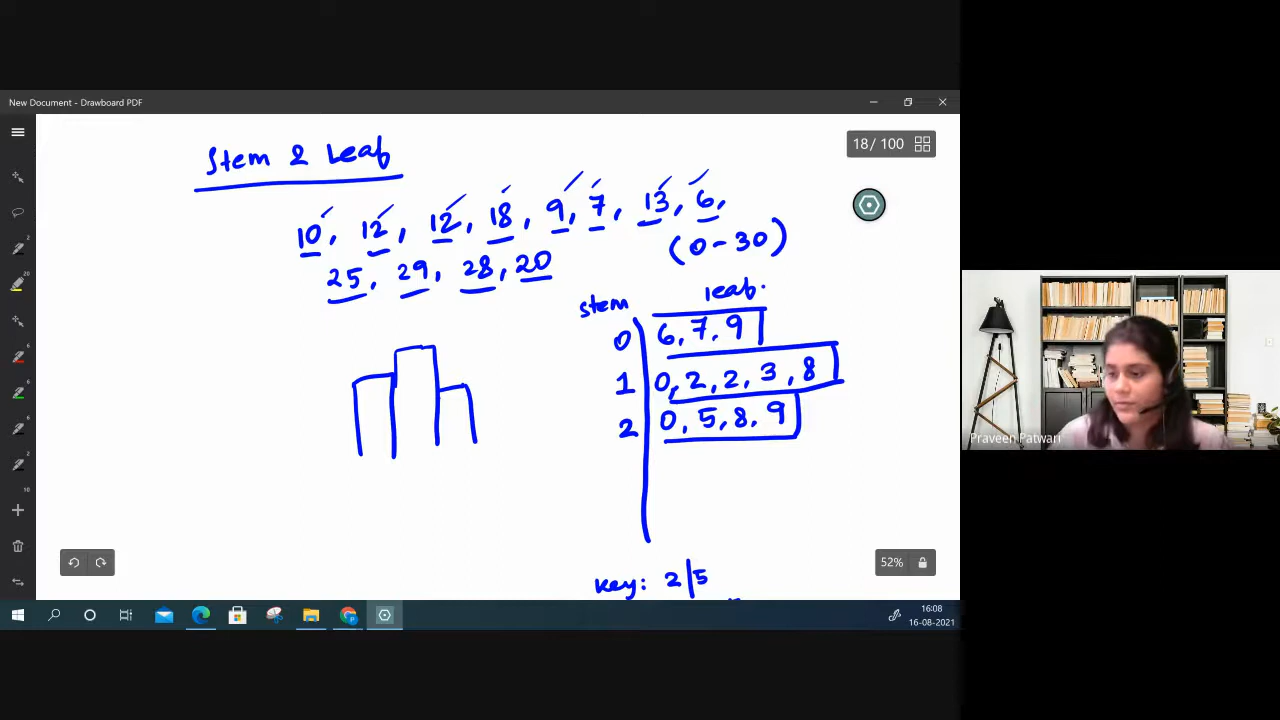 New Document - Drawboard PDF
18 / 100
Stem & Leaf
10, 12, 12, 18, 9, 7, 13, 6,
(0-30)
25, 29, 28, 20
stem leaf.
0 6, 7, 9
1 0, 2, 2, 3, 8
2 0, 5, 8, 9
Praveen Patwari
52%
key: 2|5
16:08
16-08-2021